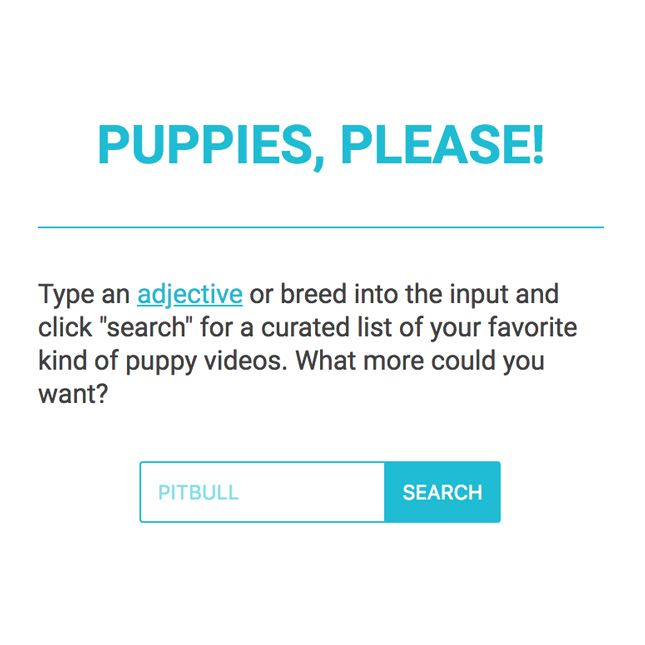 PUPPIES, PLEASE!
Type an adjective or breed into the input and
click "search" for a curated list of your favorite
kind of puppy videos. What more could you
want?
PITBULL SEARCH